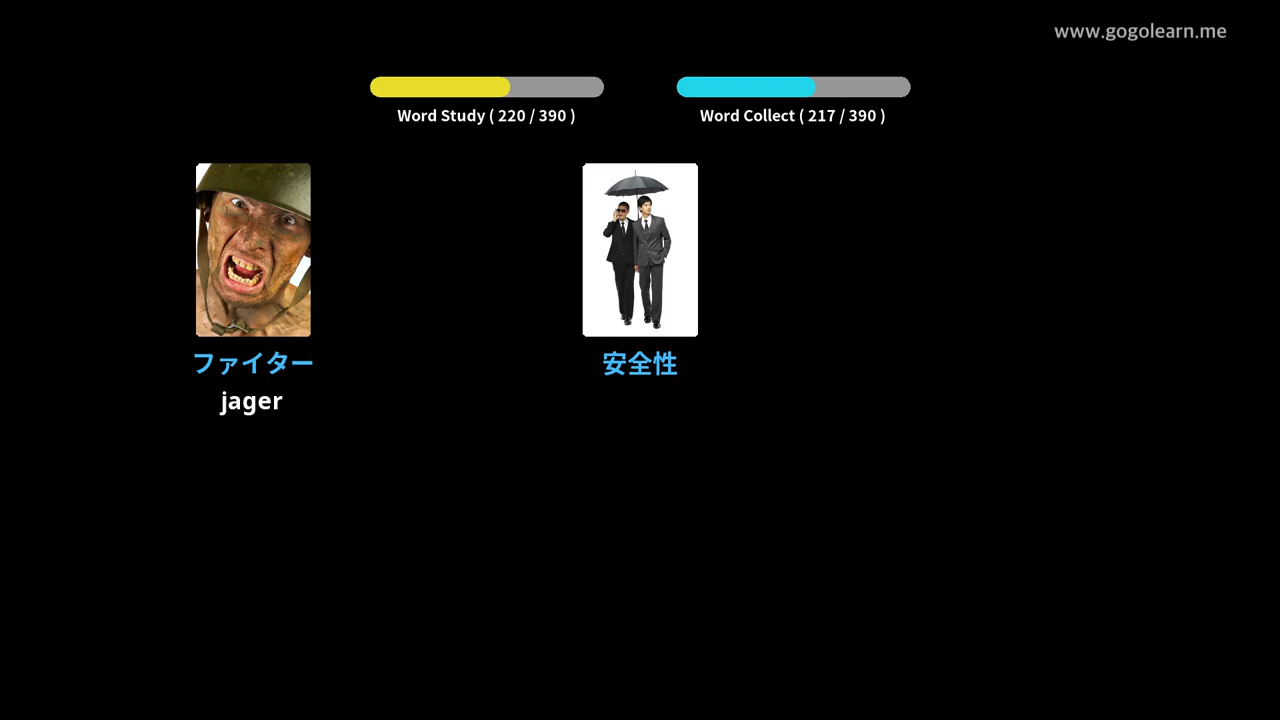 www.gogolearn.me
Word Study ( 220 / 390 )
Word Collect ( 217 / 390 )
ファイター
jager
安全性